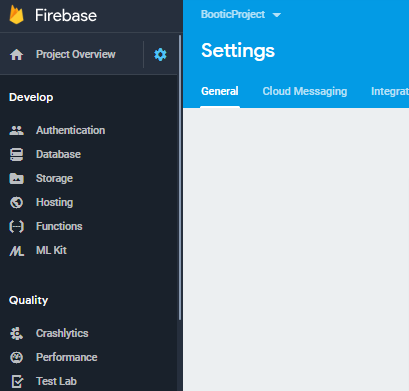 Firebase
Project Overview
Develop
Authentication
Database
Storage
Hosting
Functions
ML Kit
Quality
Crashlytics
Performance
Test Lab
BooticProject
Settings
General Cloud Messaging Integrat